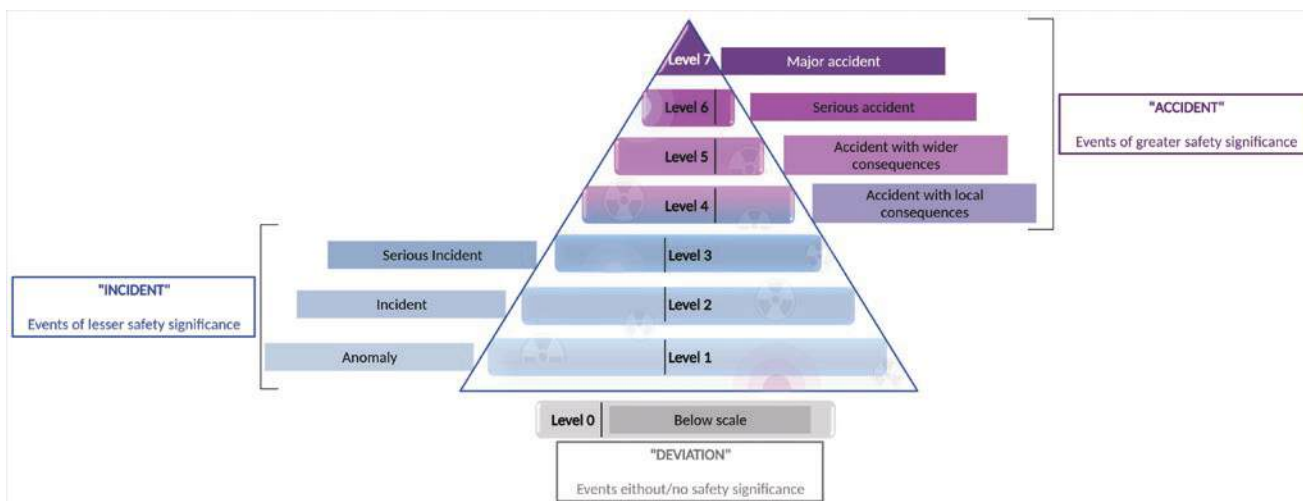 Level 7
Major accident
Level 6
Serious accident
"ACCIDENT"
Events of greater safety significance
Level 5
Accident with wider
consequences
Level 4
Accident with local
consequences
Serious Incident
Level 3
"INCIDENT"
Events of lesser safety significance
Incident
Level 2
Anomaly
Level 1
Level 0
Below scale
"DEVIATION"
Events eithout/no safety significance